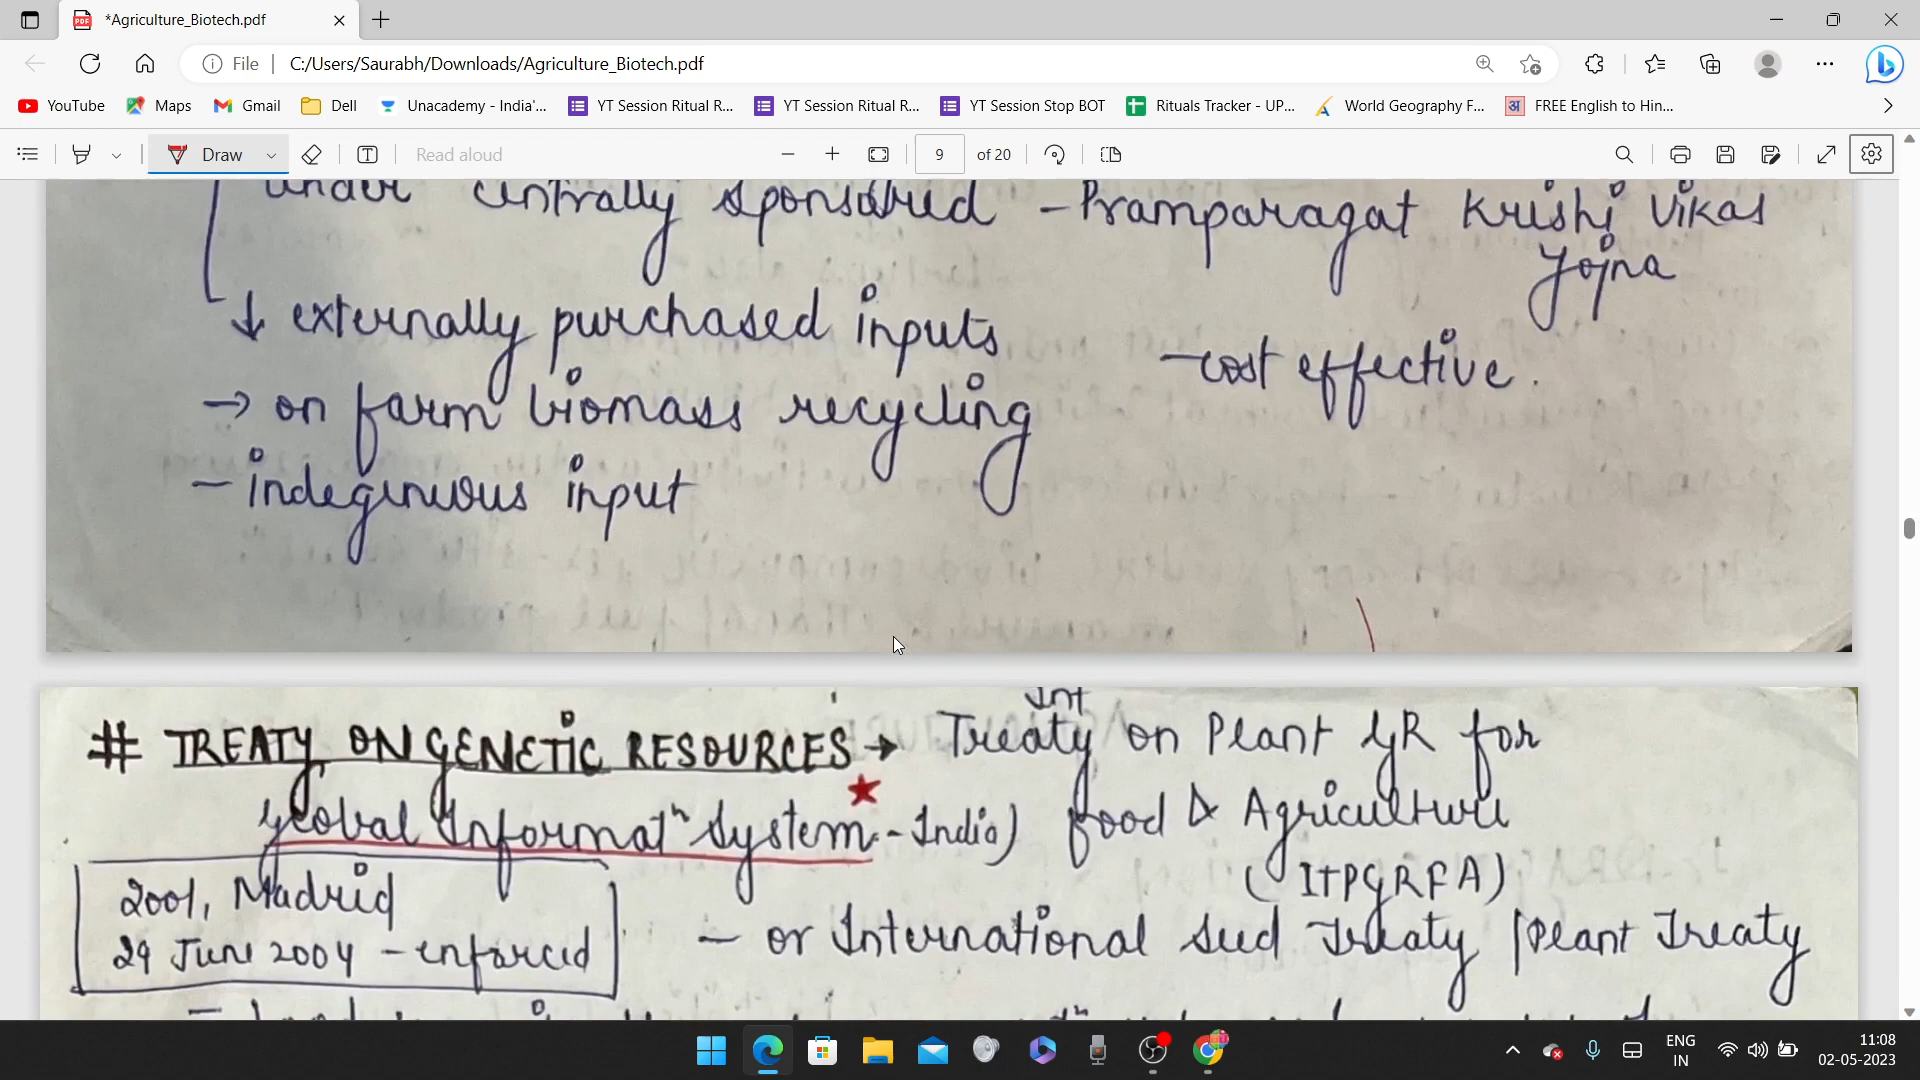 *Agriculture_Biotech.pdf
File
C:/Users/Saurabh/Downloads/Agriculture_Biotech.pdf
YouTube
Maps
Gmail
Dell
Unacademy - India'...
YT Session Ritual R...
YT Session Ritual R...
YT Session Stop BOT
Rituals Tracker - UP...
World Geography F...
FREE English to Hin...
Draw
Read aloud
9 of 20
under centrally sponsored - Pramparagat Krishi Vikas
Yojna
↓ externally purchased inputs
- cost effective.
→ on farm biomass recycling
- indeginuous input
# TREATY ON GENETIC RESOURCES → Int Treaty on Plant GR for
Global Informatⁿ System - India) food & Agriculture
2001, Madrid
(ITPGRFA)
29 June 2004 - enforced
- or International Seed Treaty | Plant Treaty
ENG
IN
11:08
02-05-2023